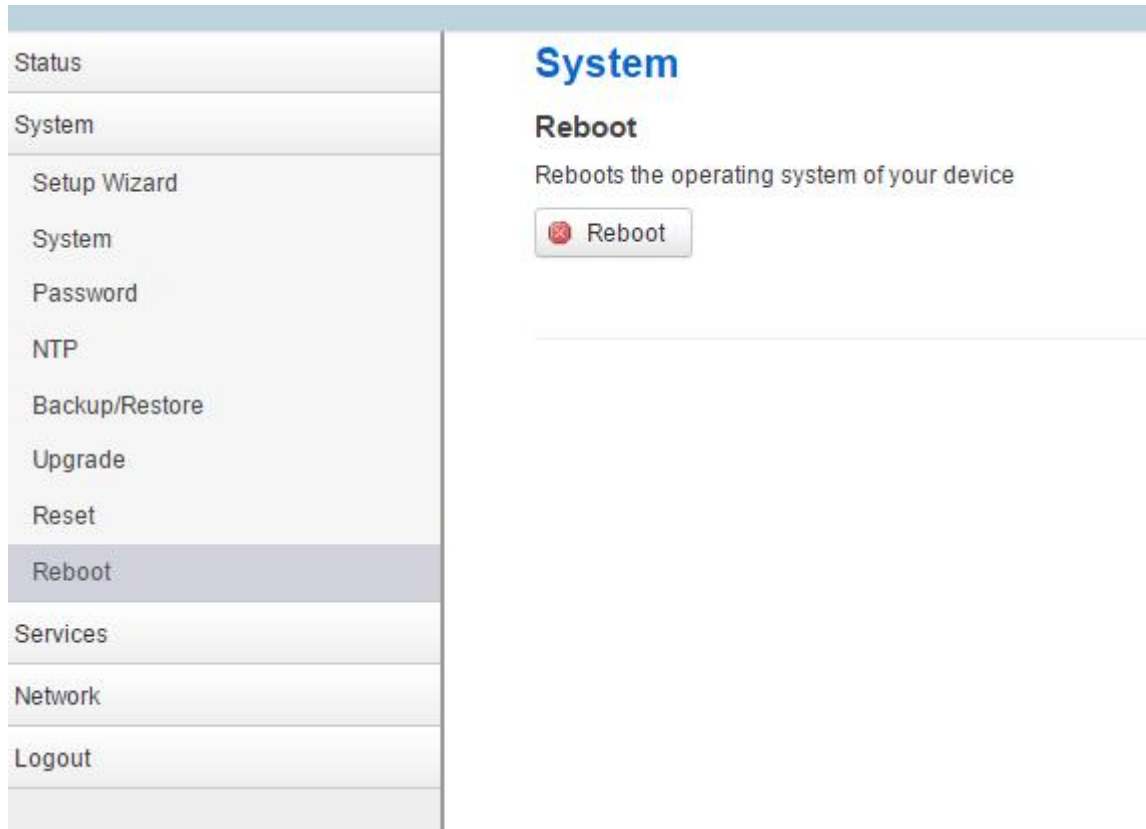 Status
System
Setup Wizard
System
Password
NTP
Backup/Restore
Upgrade
Reset
Reboot
Services
Network
Logout
System
Reboot
Reboots the operating system of your device
Reboot